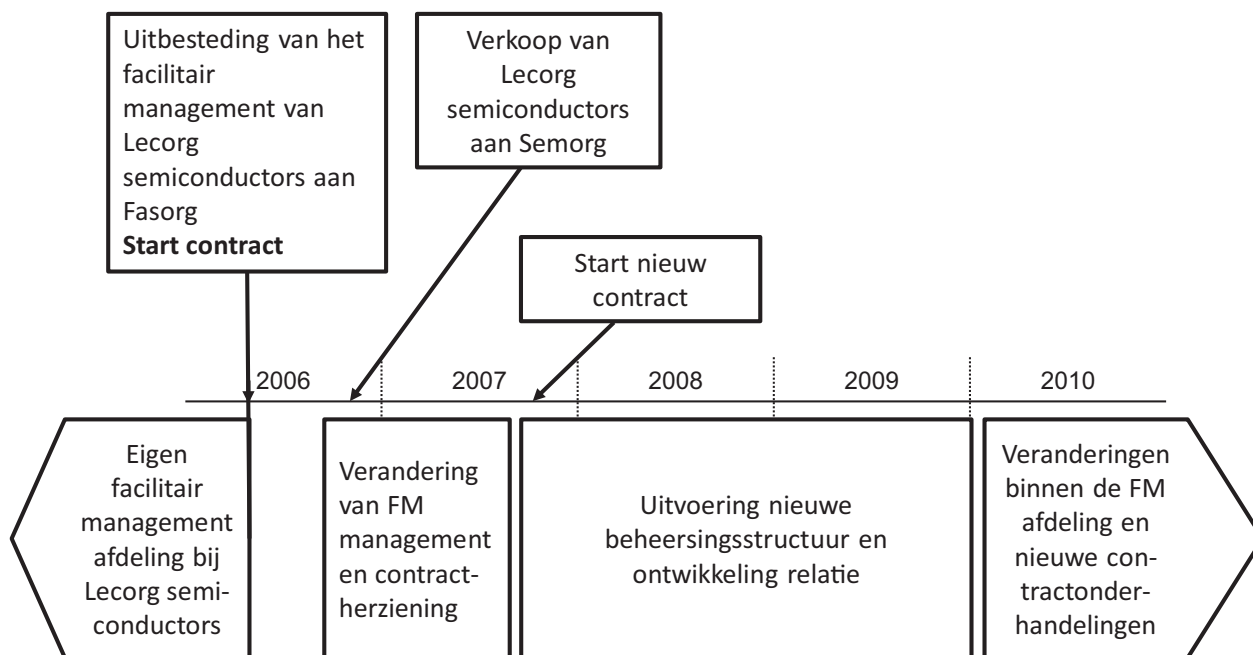 Uitbesteding van het
facilitair
management van
Lecorg
semiconductors aan
Fasorg
Start contract
Verkoop van
Lecorg
semiconductors
aan Semorg
Start nieuw
contract
2006
2007
2008
2009
2010
Eigen
facilitair
management
afdeling bij
Lecorg semi-
conductors
Verandering
van FM
management
en contract-
herziening
Uitvoering nieuwe
beheersingsstructuur en
ontwikkeling relatie
Veranderingen
binnen de FM
afdeling en
nieuwe con-
tractonder-
handelingen